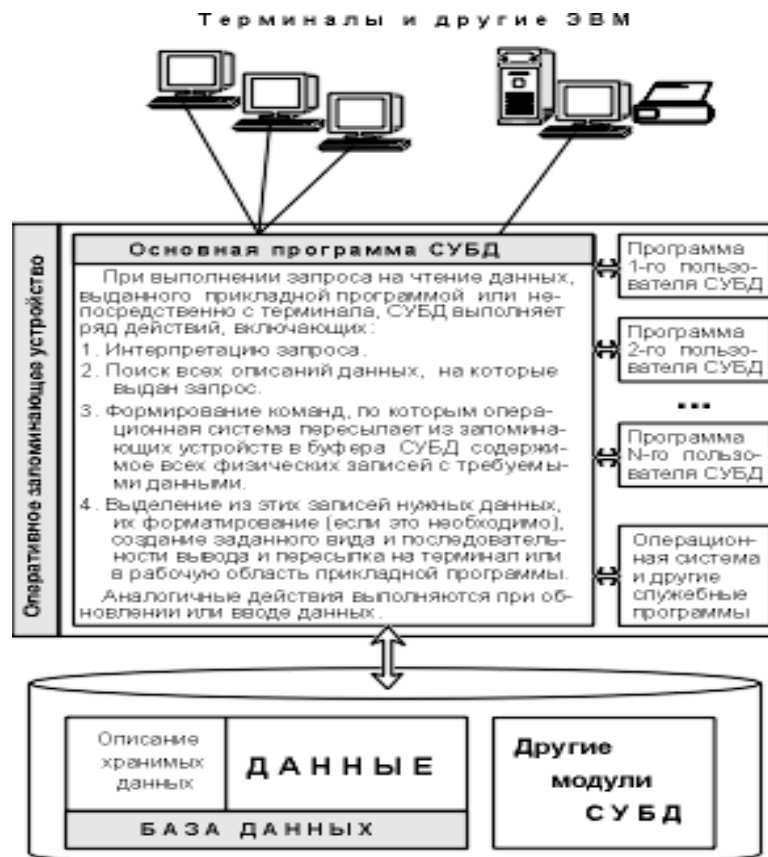 Терминалы и другие ЭВМ
Оперативное запоминающее устройство
Основная программа СУБД
При выполнении запроса на чтение данных,
выданного прикладной программой или не-
посредственно с терминала, СУБД выполняет
ряд действий, включающих:
1. Интерпретацию запроса.
2. Поиск всех описаний данных, на которые
выдан запрос.
3. Формирование команд, по которым опера-
ционная система пересылает из запомина-
ющих устройств в буфера СУБД содержи-
мое всех физических записей с требуемы-
ми данными.
4. Выделение из этих записей нужных данных,
их форматирование (если это необходимо),
создание заданного вида и последователь-
ности вывода и пересылка на терминал или
в рабочую область прикладной программы.
Аналогичные действия выполняются при об-
новлении или вводе данных.
Программа
1-го пользо-
вателя СУБД
Программа
2-го пользо-
вателя СУБД
...
Программа
N-го пользо-
вателя СУБД
Операцион-
ная система
и другие
служебные
программы
Описание
хранимых
данных
ДАННЫЕ
БАЗА ДАННЫХ
Другие
модули
СУБД